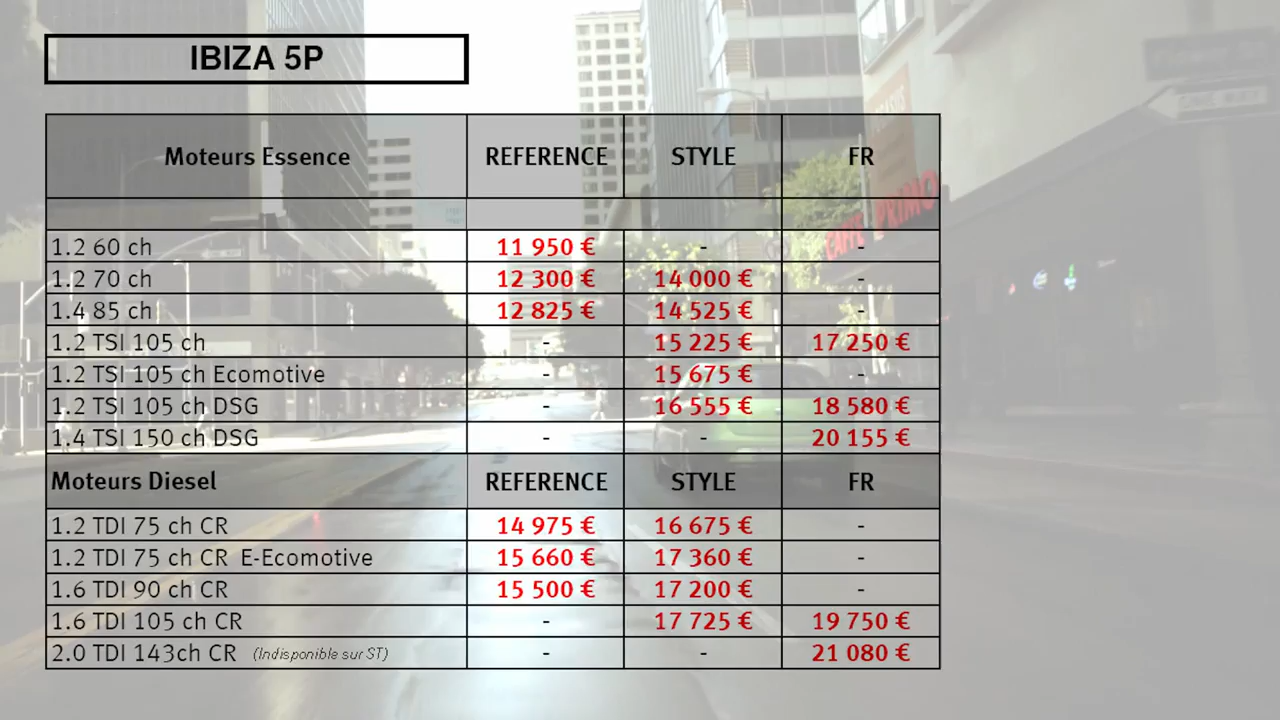 IBIZA 5P
Moteurs Essence REFERENCE STYLE FR
1.2 60 ch 11 950 € - -
1.2 70 ch 12 300 € 14 000 € -
1.4 85 ch 12 825 € 14 525 € -
1.2 TSI 105 ch - 15 225 € 17 250 €
1.2 TSI 105 ch Ecomotive - 15 675 € -
1.2 TSI 105 ch DSG - 16 555 € 18 580 €
1.4 TSI 150 ch DSG - - 20 155 €
Moteurs Diesel REFERENCE STYLE FR
1.2 TDI 75 ch CR 14 975 € 16 675 € -
1.2 TDI 75 ch CR E-Ecomotive 15 660 € 17 360 € -
1.6 TDI 90 ch CR 15 500 € 17 200 € -
1.6 TDI 105 ch CR - 17 725 € 19 750 €
2.0 TDI 143ch CR (Indisponible sur ST) - - 21 080 €
CAFFE PRIMO